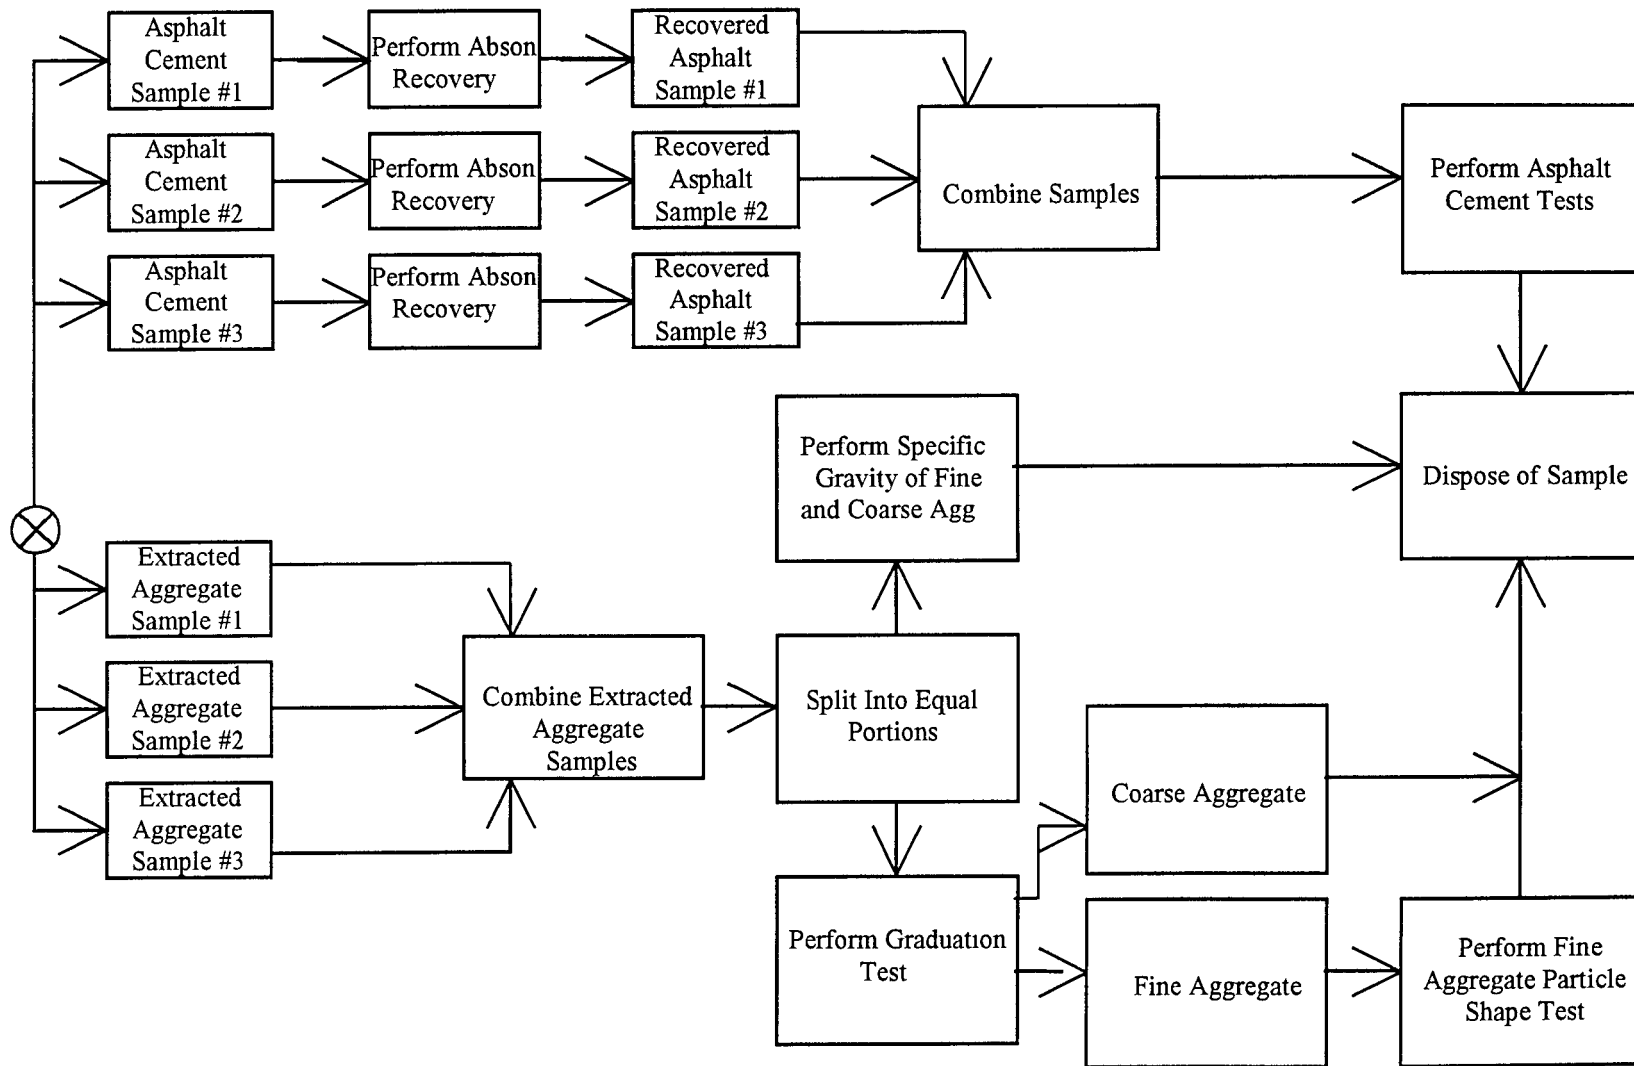 Asphalt
Cement
Sample #1
Perform Abson
Recovery
Recovered
Asphalt
Sample #1
Asphalt
Cement
Sample #2
Perform Abson
Recovery
Recovered
Asphalt
Sample #2
Combine Samples
Perform Asphalt
Cement Tests
Asphalt
Cement
Sample #3
Perform Abson
Recovery
Recovered
Asphalt
Sample #3
Perform Specific
Gravity of Fine
and Coarse Agg
Dispose of Sample
Extracted
Aggregate
Sample #1
Extracted
Aggregate
Sample #2
Combine Extracted
Aggregate
Samples
Split Into Equal
Portions
Extracted
Aggregate
Sample #3
Coarse Aggregate
Perform Graduation
Test
Fine Aggregate
Perform Fine
Aggregate Particle
Shape Test